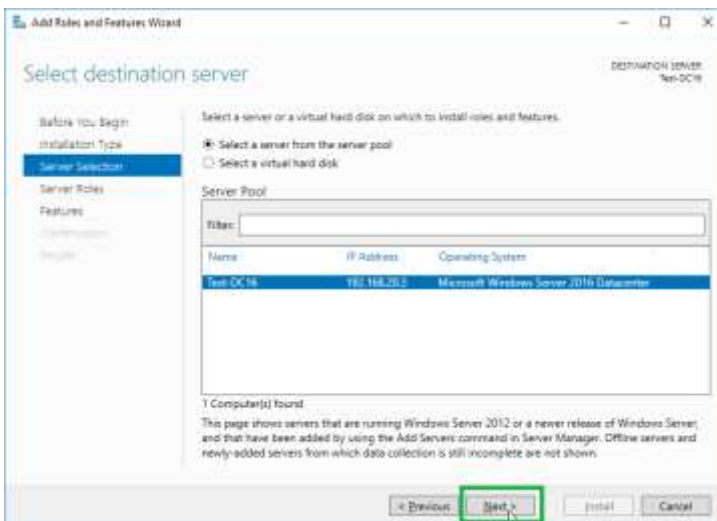 Add Roles and Features Wizard
Select destination server
DESTINATION SERVER
Test-DC16
Before You Begin
Installation Type
Server Selection
Server Roles
Features
Confirmation
Results
Select a server or a virtual hard disk on which to install roles and features.
Select a server from the server pool
Select a virtual hard disk
Server Pool
Filter:
Name IP Address Operating System
Test-DC16 192.168.20.3 Microsoft Windows Server 2016 Datacenter
1 Computer(s) found
This page shows servers that are running Windows Server 2012 or a newer release of Windows Server,
and that have been added by using the Add Servers command in Server Manager. Offline servers and
newly-added servers from which data collection is still incomplete are not shown.
< Previous Next > Install Cancel